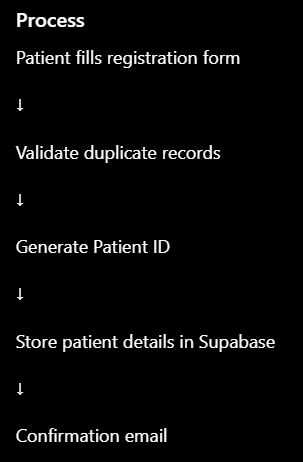 Process
Patient fills registration form
↓
Validate duplicate records
↓
Generate Patient ID
↓
Store patient details in Supabase
↓
Confirmation email